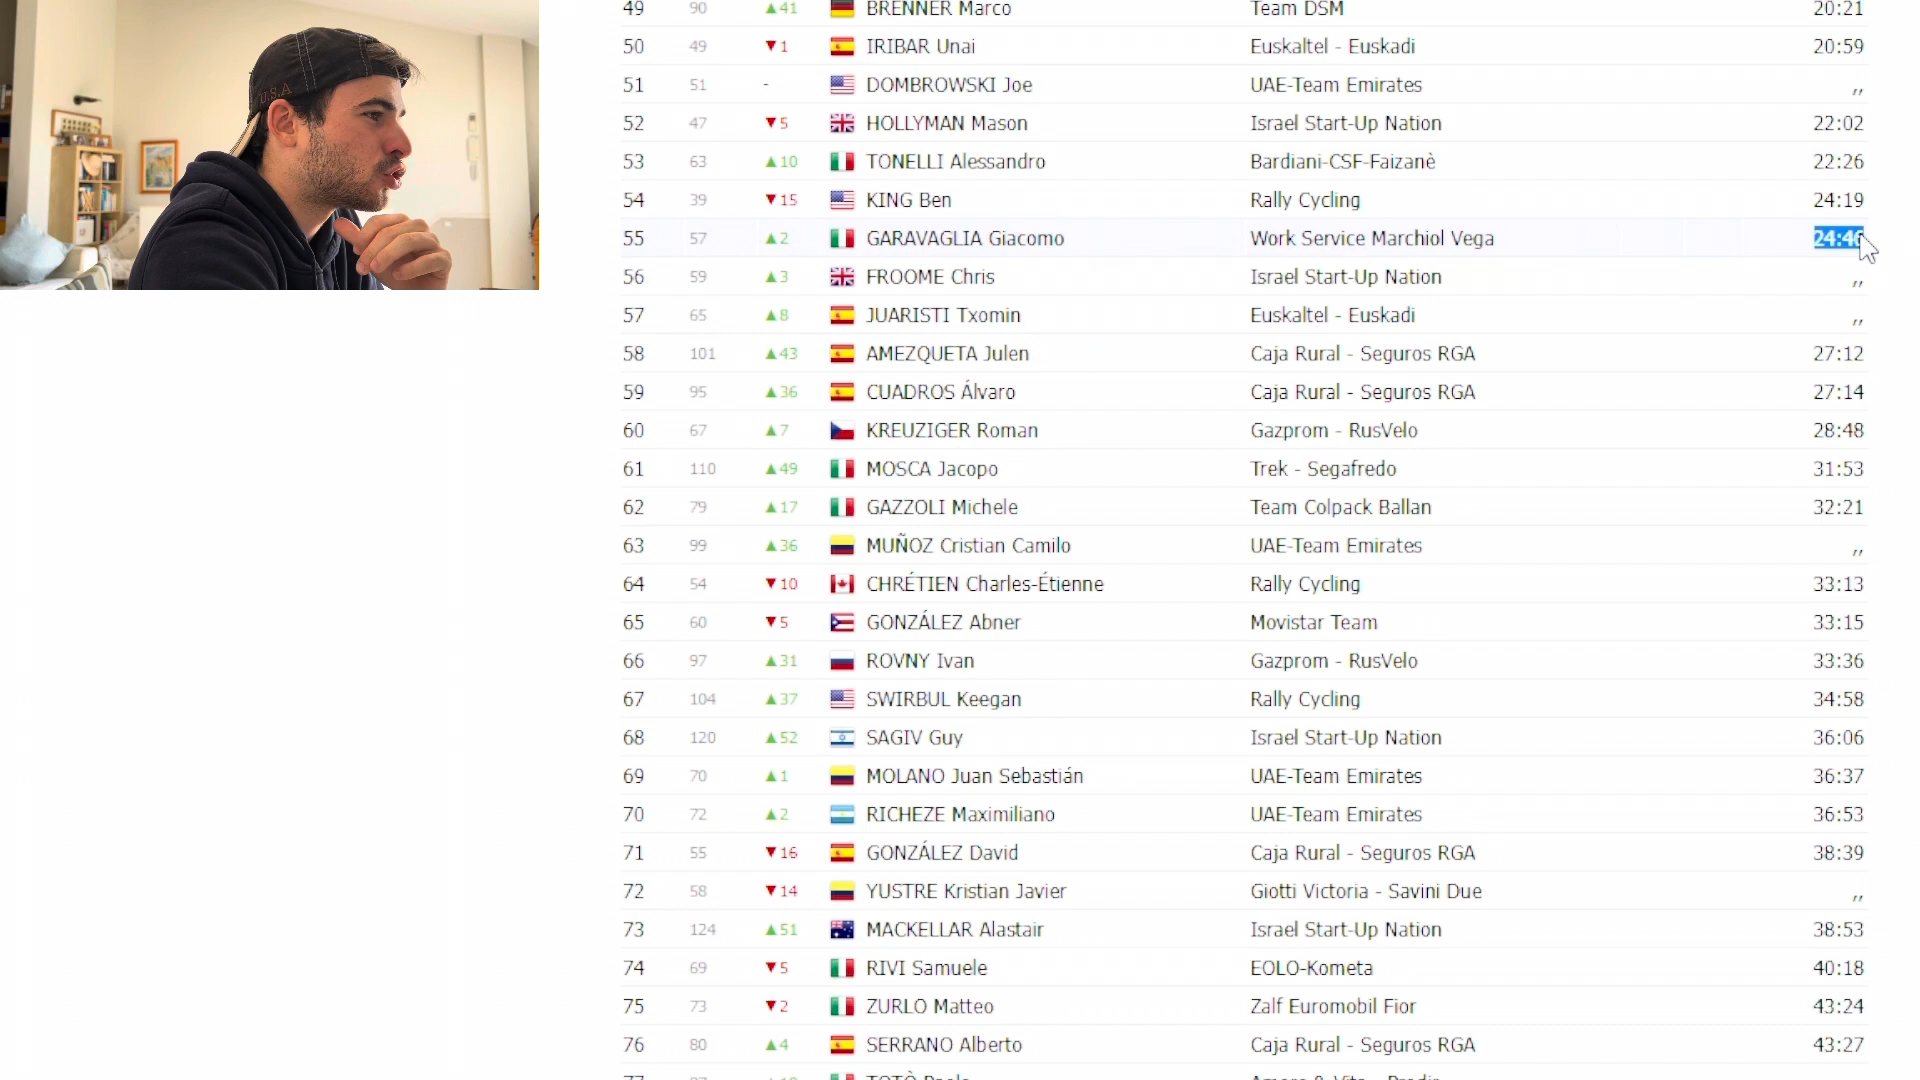 U.S.A
49 90 ▲41 BRENNER Marco Team DSM 20:21
50 49 ▼1 IRIBAR Unai Euskaltel - Euskadi 20:59
51 51 - DOMBROWSKI Joe UAE-Team Emirates ,,
52 47 ▼5 HOLLYMAN Mason Israel Start-Up Nation 22:02
53 63 ▲10 TONELLI Alessandro Bardiani-CSF-Faizanè 22:26
54 39 ▼15 KING Ben Rally Cycling 24:19
55 57 ▲2 GARAVAGLIA Giacomo Work Service Marchiol Vega
56 59 ▲3 FROOME Chris Israel Start-Up Nation ,,
57 65 ▲8 JUARISTI Txomin Euskaltel - Euskadi ,,
58 101 ▲43 AMEZQUETA Julen Caja Rural - Seguros RGA 27:12
59 95 ▲36 CUADROS Álvaro Caja Rural - Seguros RGA 27:14
60 67 ▲7 KREUZIGER Roman Gazprom - RusVelo 28:48
61 110 ▲49 MOSCA Jacopo Trek - Segafredo 31:53
62 79 ▲17 GAZZOLI Michele Team Colpack Ballan 32:21
63 99 ▲36 MUÑOZ Cristian Camilo UAE-Team Emirates ,,
64 54 ▼10 CHRÉTIEN Charles-Étienne Rally Cycling 33:13
65 60 ▼5 GONZÁLEZ Abner Movistar Team 33:15
66 97 ▲31 ROVNY Ivan Gazprom - RusVelo 33:36
67 104 ▲37 SWIRBUL Keegan Rally Cycling 34:58
68 120 ▲52 SAGIV Guy Israel Start-Up Nation 36:06
69 70 ▲1 MOLANO Juan Sebastián UAE-Team Emirates 36:37
70 72 ▲2 RICHEZE Maximiliano UAE-Team Emirates 36:53
71 55 ▼16 GONZÁLEZ David Caja Rural - Seguros RGA 38:39
72 58 ▼14 YUSTRE Kristian Javier Giotti Victoria - Savini Due ,,
73 124 ▲51 MACKELLAR Alastair Israel Start-Up Nation 38:53
74 69 ▼5 RIVI Samuele EOLO-Kometa 40:18
75 73 ▼2 ZURLO Matteo Zalf Euromobil Fior 43:24
76 80 ▲4 SERRANO Alberto Caja Rural - Seguros RGA 43:27